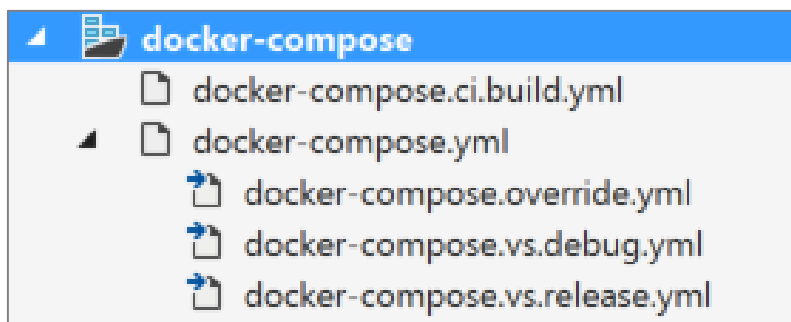 docker-compose
docker-compose.ci.build.yml
docker-compose.yml
docker-compose.override.yml
docker-compose.vs.debug.yml
docker-compose.vs.release.yml